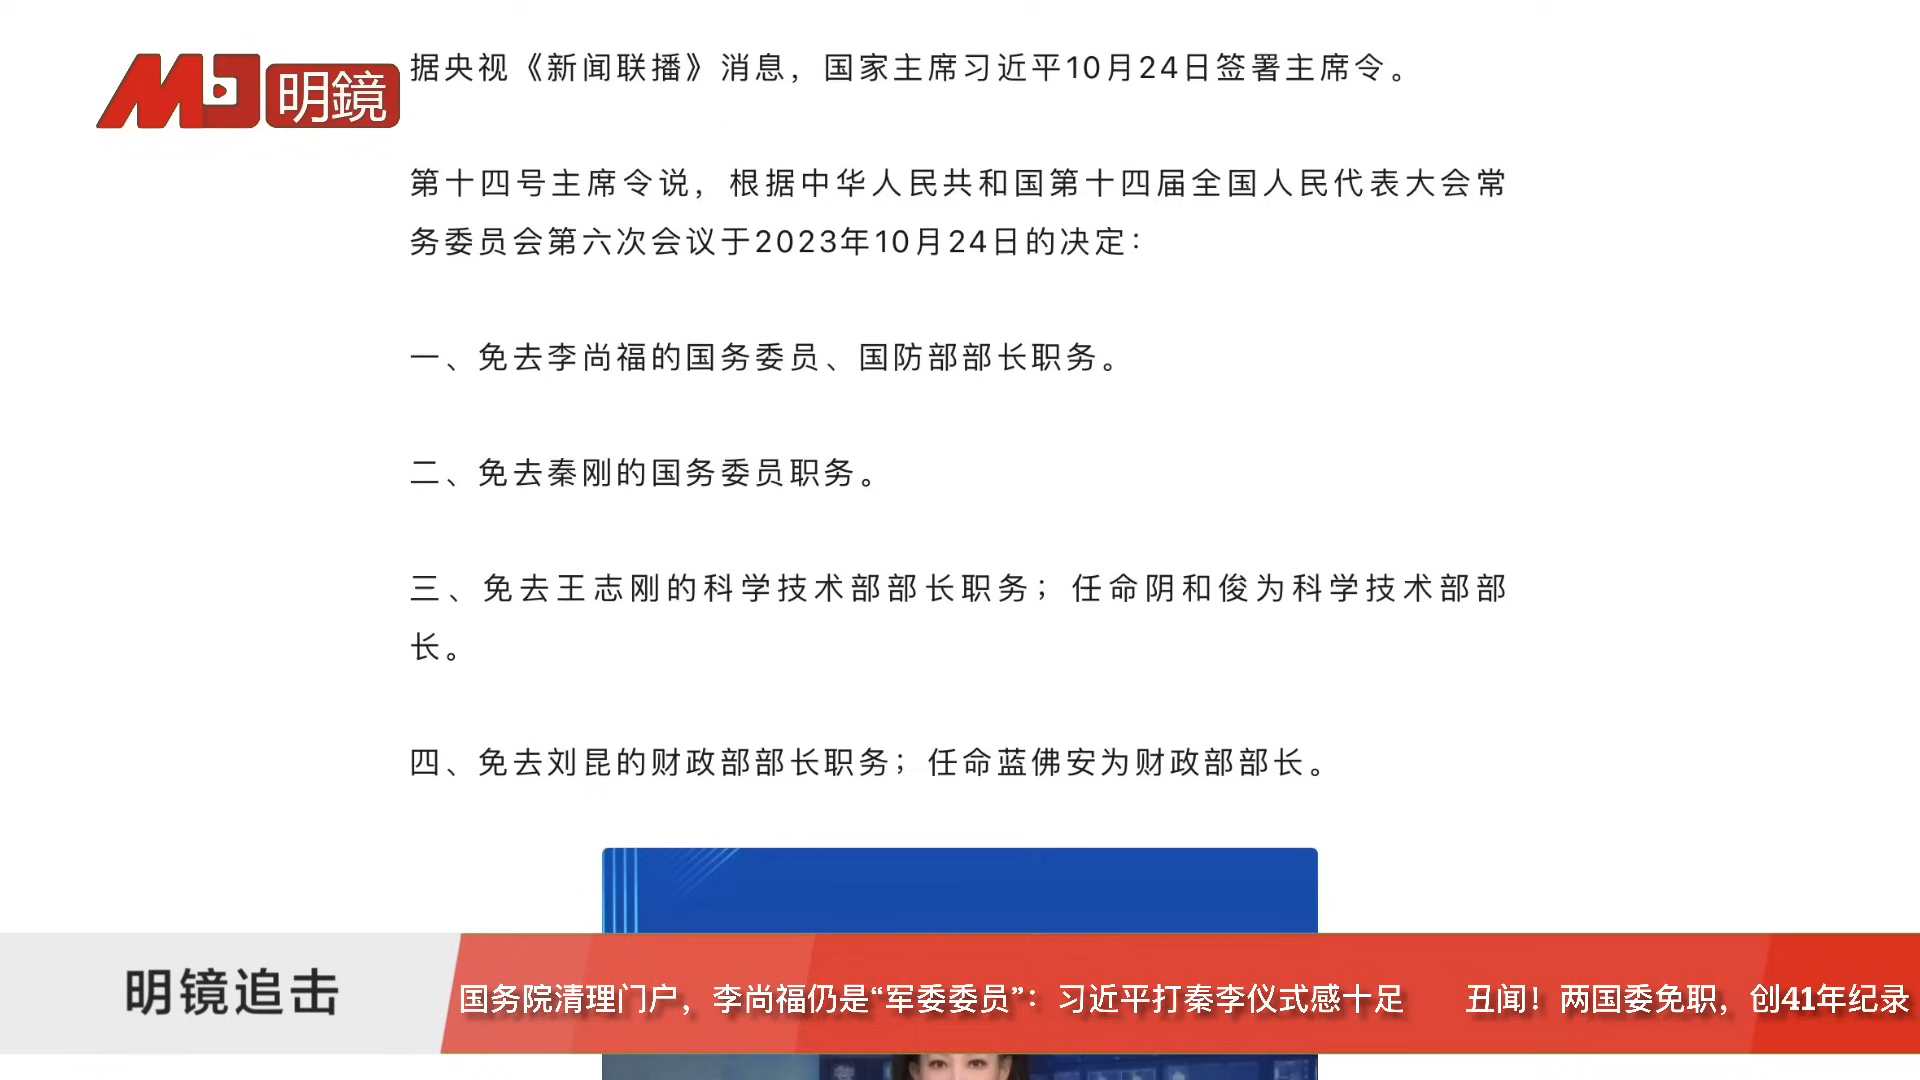 明鏡
据央视《新闻联播》消息，国家主席习近平10月24日签署主席令。
第十四号主席令说，根据中华人民共和国第十四届全国人民代表大会常
务委员会第六次会议于2023年10月24日的决定：
一、免去李尚福的国务委员、国防部部长职务。
二、免去秦刚的国务委员职务。
三、免去王志刚的科学技术部部长职务；任命阴和俊为科学技术部部
长。
四、免去刘昆的财政部部长职务；任命蓝佛安为财政部部长。
明镜追击
国务院清理门户，李尚福仍是“军委委员”：习近平打秦李仪式感十足 丑闻！两国委免职，创41年纪录